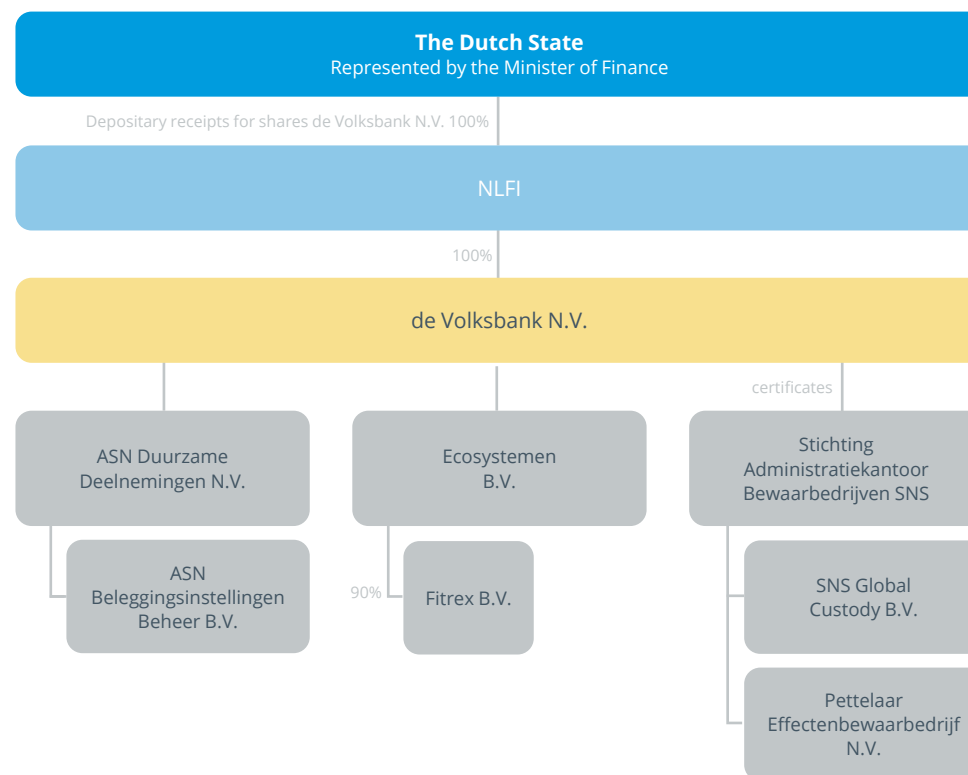 The Dutch State
Represented by the Minister of Finance
Depositary receipts for shares de Volksbank N.V. 100%
NLFI
100%
de Volksbank N.V.
certificates
ASN Duurzame
Deelnemingen N.V.
Ecosystemen
B.V.
Stichting
Administratiekantoor
Bewaarbedrijven SNS
ASN
Beleggingsinstellingen
Beheer B.V.
90%
Fitrex B.V.
SNS Global
Custody B.V.
Pettelaar
Effectenbewaarbedrijf
N.V.